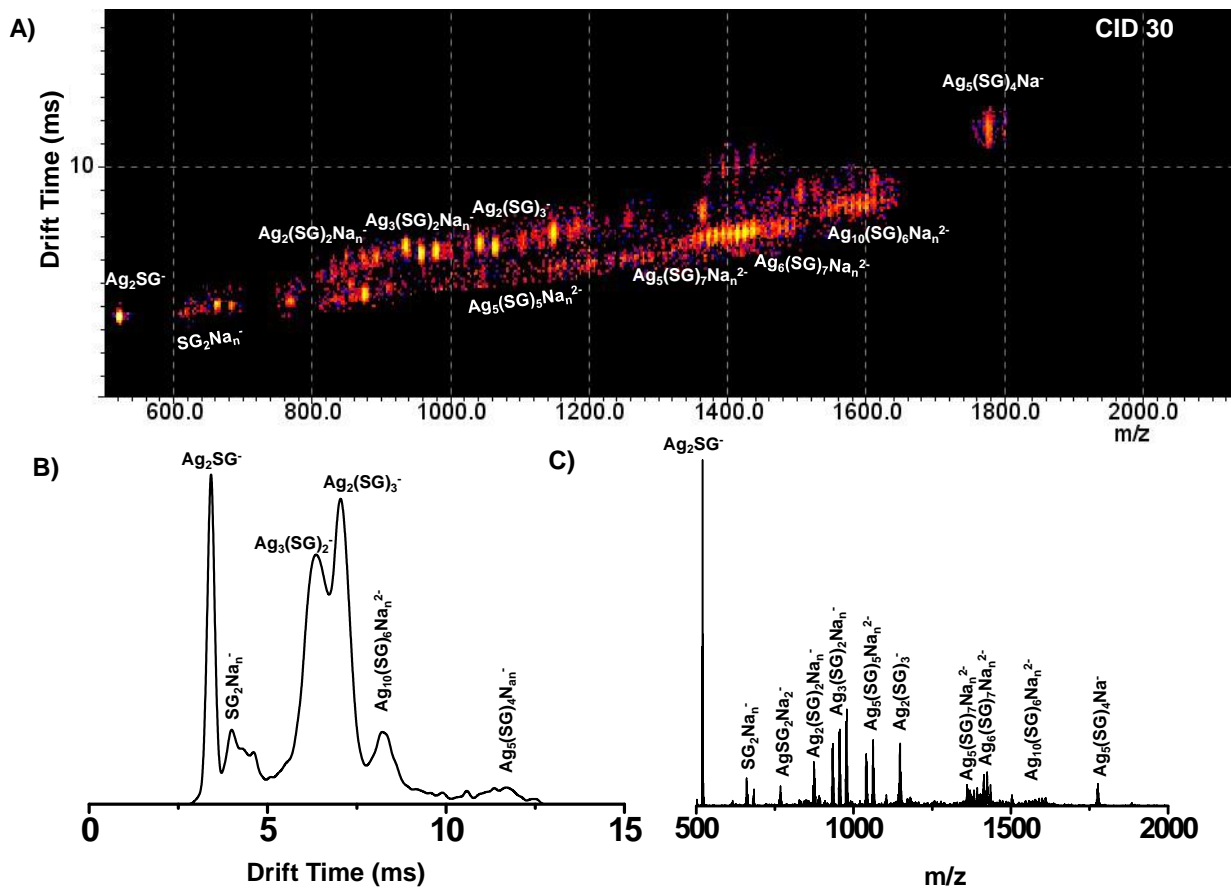 A)
CID 30
Drift Time (ms)
10
Ag₅(SG)₄Na⁻
Ag₂(SG)₂Naₙ⁻
Ag₃(SG)₂Naₙ⁻
Ag₂(SG)₃⁻
Ag₂SG⁻
SG₂Naₙ⁻
Ag₅(SG)₅Naₙ²⁻
Ag₅(SG)₇Naₙ²⁻
Ag₆(SG)₇Naₙ²⁻
Ag₁₀(SG)₆Naₙ²⁻
600.0 800.0 1000.0 1200.0 1400.0 1600.0 1800.0 2000.0
m/z
B)
Ag₂SG⁻
SG₂Naₙ⁻
Ag₃(SG)₂⁻
Ag₂(SG)₃⁻
Ag₁₀(SG)₆Naₙ²⁻
Ag₅(SG)₄Nₐₙ⁻
0 5 10 15
Drift Time (ms)
C)
Ag₂SG⁻
SG₂Naₙ⁻
AgSG₂Na₂⁻
Ag₂(SG)₂Naₙ⁻
Ag₃(SG)₂Naₙ⁻
Ag₅(SG)₅Naₙ²⁻
Ag₂(SG)₃⁻
Ag₅(SG)₇Naₙ²⁻
Ag₆(SG)₇Naₙ²⁻
Ag₁₀(SG)₆Naₙ²⁻
Ag₅(SG)₄Na⁻
500 1000 1500 2000
m/z